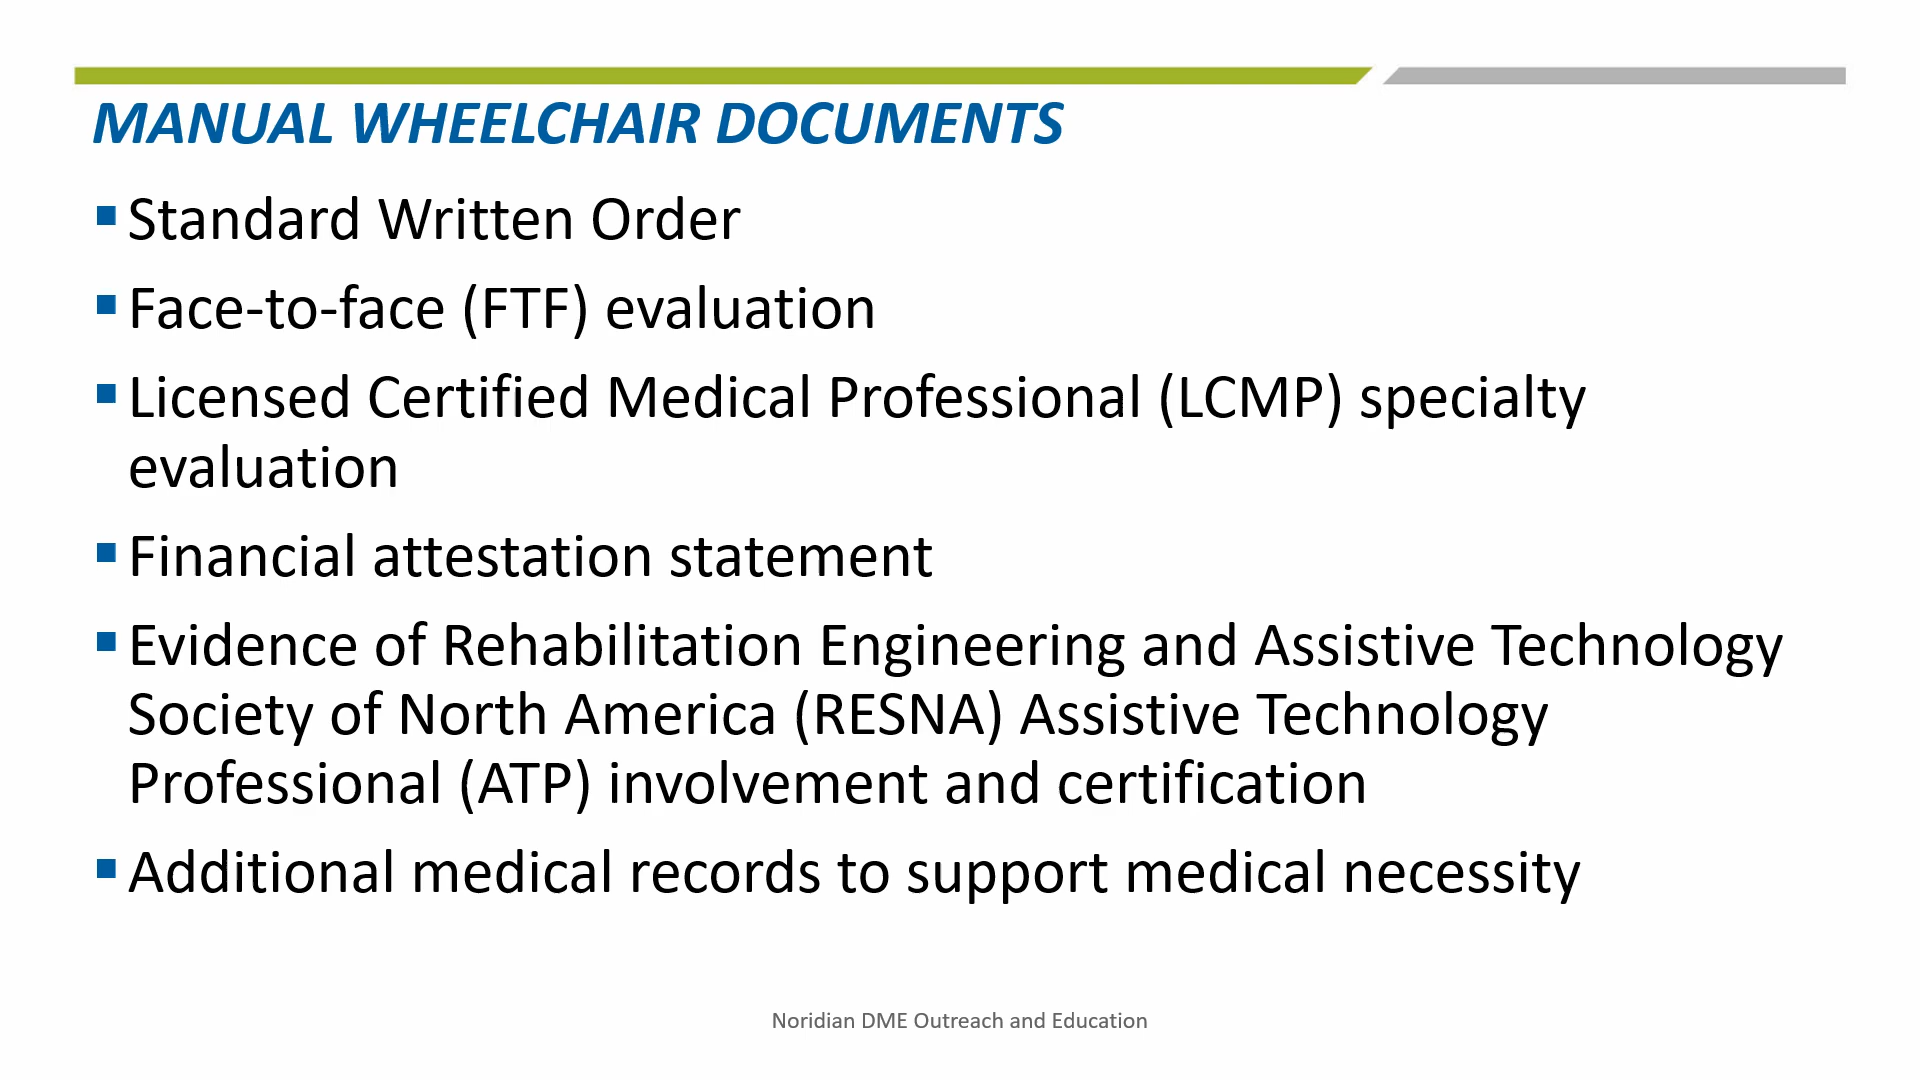 MANUAL WHEELCHAIR DOCUMENTS
▪Standard Written Order
▪Face-to-face (FTF) evaluation
▪Licensed Certified Medical Professional (LCMP) specialty
evaluation
▪Financial attestation statement
▪Evidence of Rehabilitation Engineering and Assistive Technology
Society of North America (RESNA) Assistive Technology
Professional (ATP) involvement and certification
▪Additional medical records to support medical necessity
Noridian DME Outreach and Education